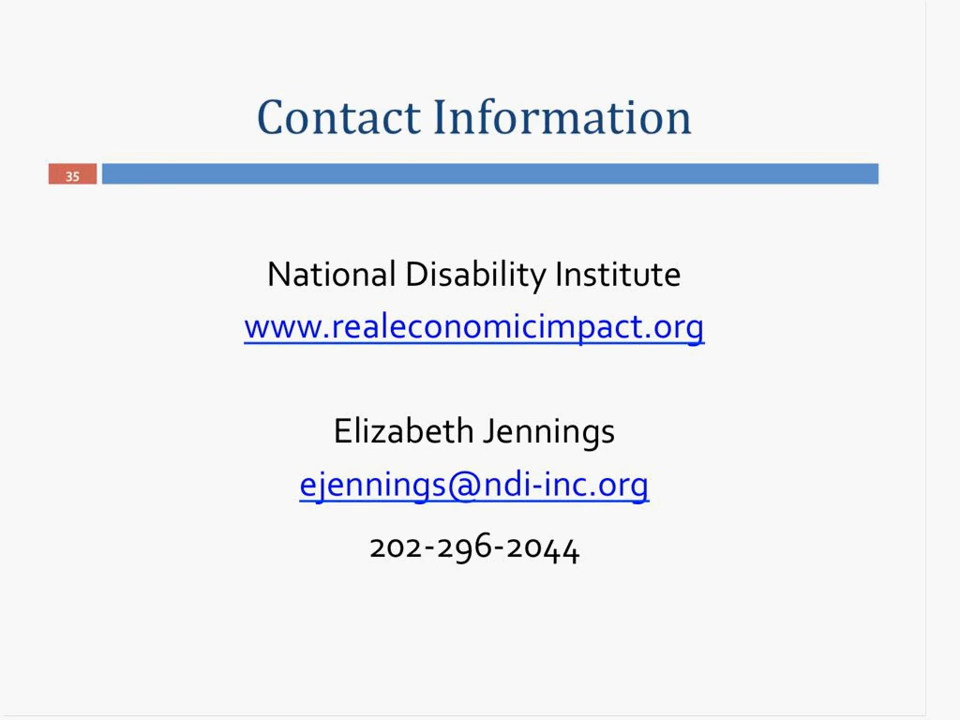 Contact Information
35
National Disability Institute
www.realeconomicimpact.org
Elizabeth Jennings
ejennings@ndi-inc.org
202-296-2044